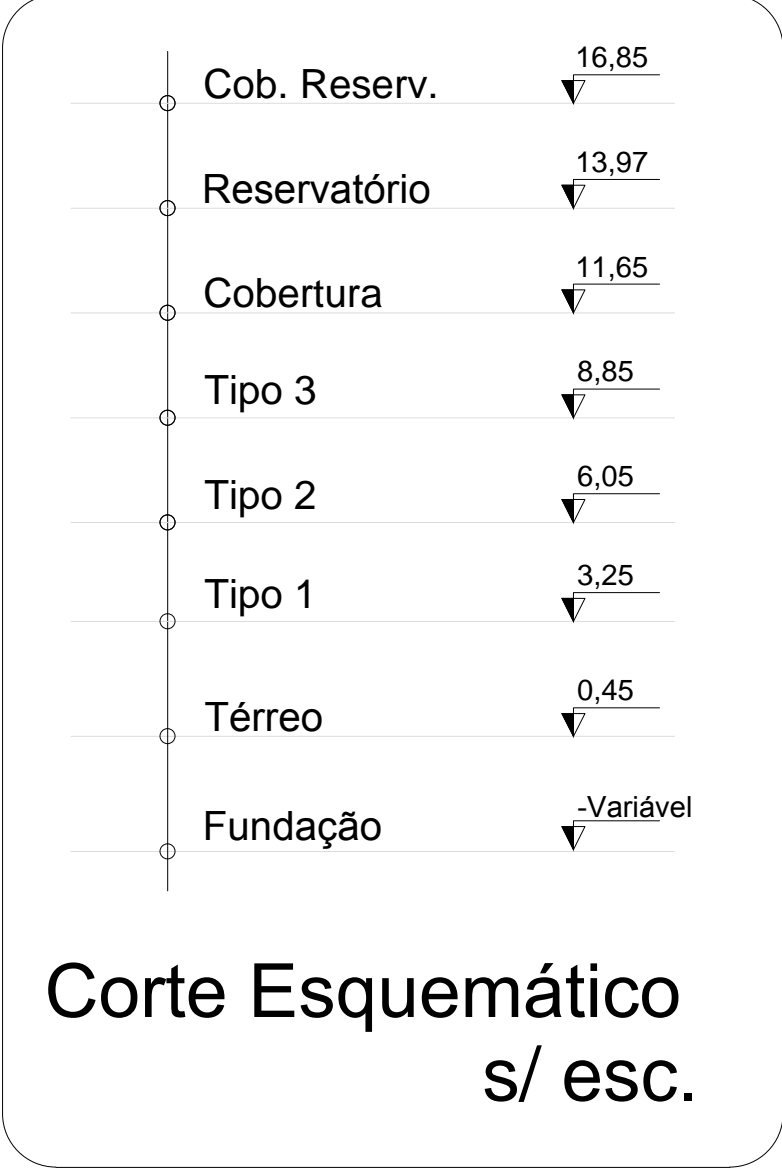 Cob. Reserv. 16,85
Reservatório 13,97
Cobertura 11,65
Tipo 3 8,85
Tipo 2 6,05
Tipo 1 3,25
Térreo 0,45
Fundação -Variável
Corte Esquemático
s/ esc.